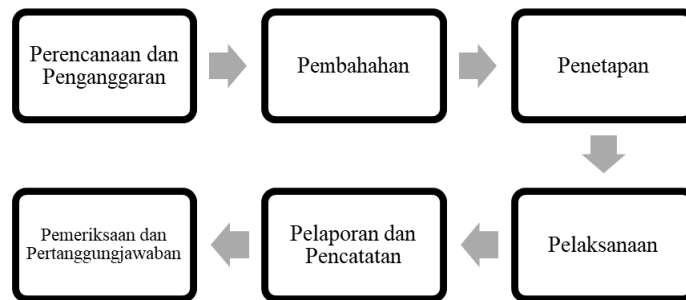 Perencanaan dan
Penganggaran
Pembahahan
Penetapan
Pelaksanaan
Pelaporan dan
Pencatatan
Pemeriksaan dan
Pertanggungjawaban